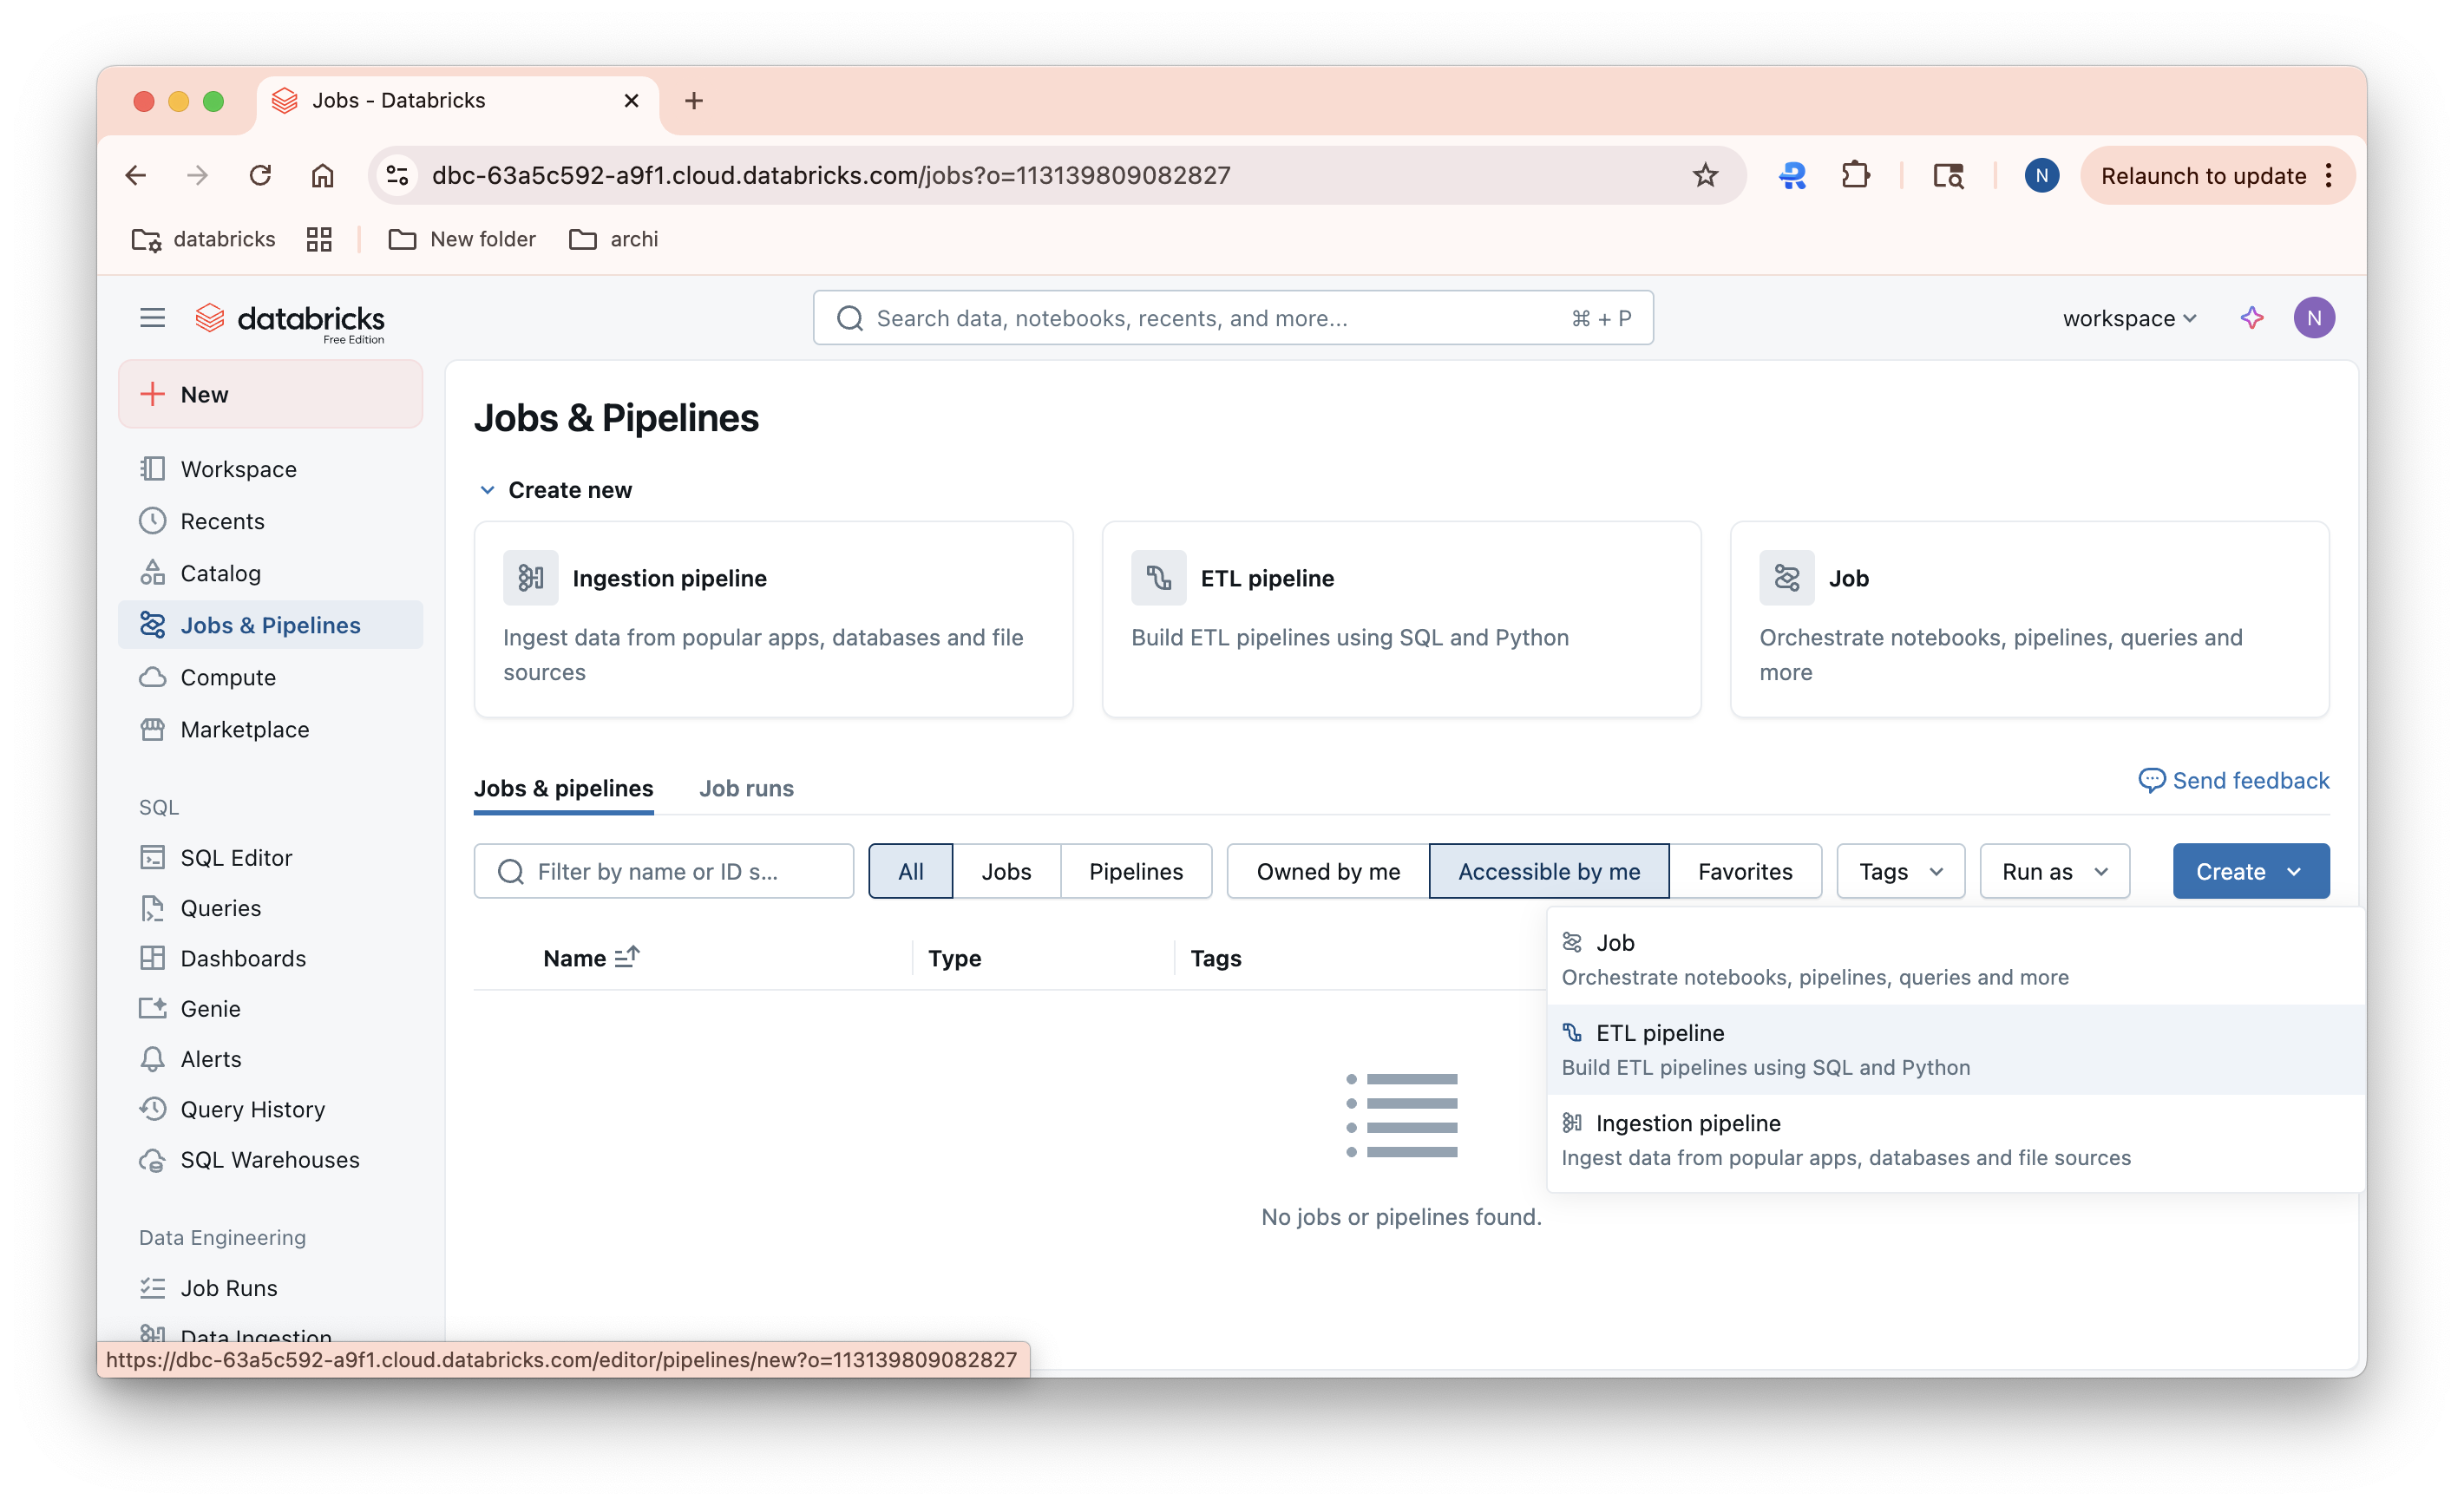 Jobs - Databricks
dbc-63a5c592-a9f1.cloud.databricks.com/jobs?o=113139809082827
N
Relaunch to update
databricks
New folder
archi
databricks
Free Edition
Search data, notebooks, recents, and more...
⌘ + P
workspace
N
New
Workspace
Recents
Catalog
Jobs & Pipelines
Compute
Marketplace
SQL
SQL Editor
Queries
Dashboards
Genie
Alerts
Query History
SQL Warehouses
Data Engineering
Job Runs
Data Ingestion
Jobs & Pipelines
Create new
Ingestion pipeline
Ingest data from popular apps, databases and file
sources
ETL pipeline
Build ETL pipelines using SQL and Python
Job
Orchestrate notebooks, pipelines, queries and
more
Jobs & pipelines
Job runs
Send feedback
Filter by name or ID s...
All
Jobs
Pipelines
Owned by me
Accessible by me
Favorites
Tags
Run as
Create
Name
Type
Tags
Job
Orchestrate notebooks, pipelines, queries and more
ETL pipeline
Build ETL pipelines using SQL and Python
Ingestion pipeline
Ingest data from popular apps, databases and file sources
No jobs or pipelines found.
https://dbc-63a5c592-a9f1.cloud.databricks.com/editor/pipelines/new?o=113139809082827